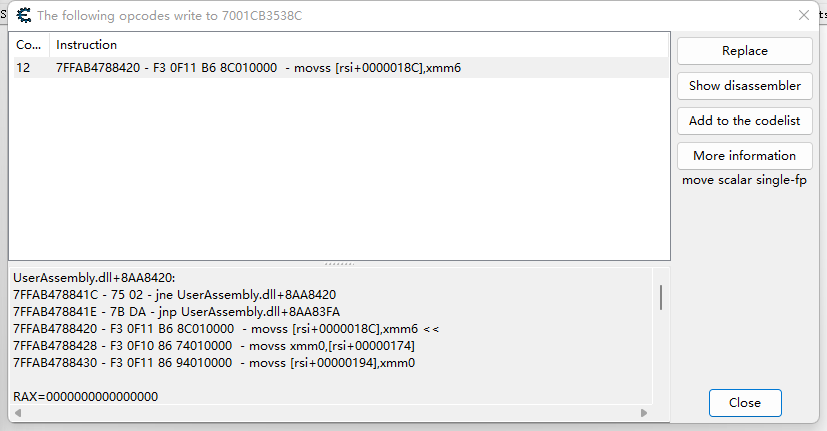 The following opcodes write to 7001CB3538C
Co... Instruction
12 7FFAB4788420 - F3 0F11 B6 8C010000 - movss [rsi+0000018C],xmm6
Replace
Show disassembler
Add to the codelist
More information
move scalar single-fp
UserAssembly.dll+8AA8420:
7FFAB478841C - 75 02 - jne UserAssembly.dll+8AA8420
7FFAB478841E - 7B DA - jnp UserAssembly.dll+8AA83FA
7FFAB4788420 - F3 0F11 B6 8C010000 - movss [rsi+0000018C],xmm6 <<
7FFAB4788428 - F3 0F10 86 74010000 - movss xmm0,[rsi+00000174]
7FFAB4788430 - F3 0F11 86 94010000 - movss [rsi+00000194],xmm0
RAX=0000000000000000
Close